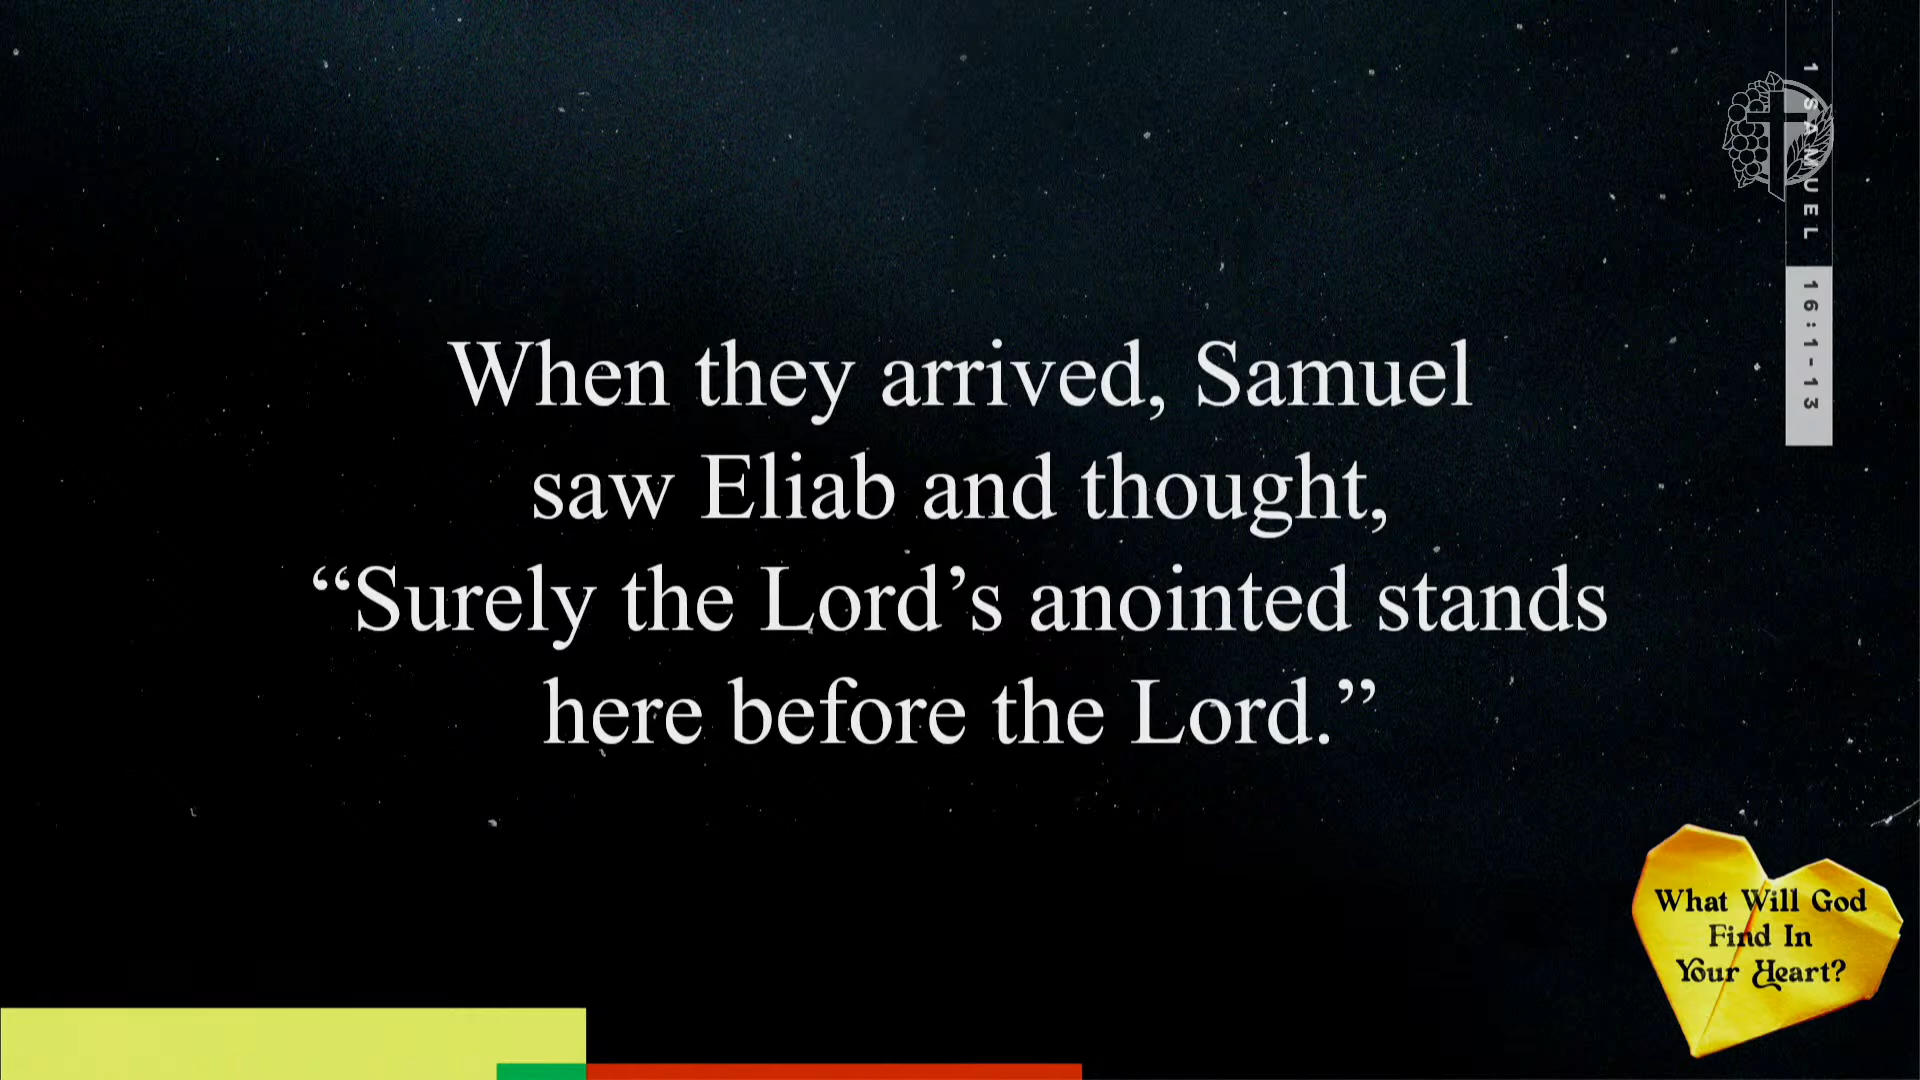 When they arrived, Samuel
saw Eliab and thought,
“Surely the Lord’s anointed stands
here before the Lord.”
1 SAMUEL 16:1-13
What Will God
Find In
Your Heart?